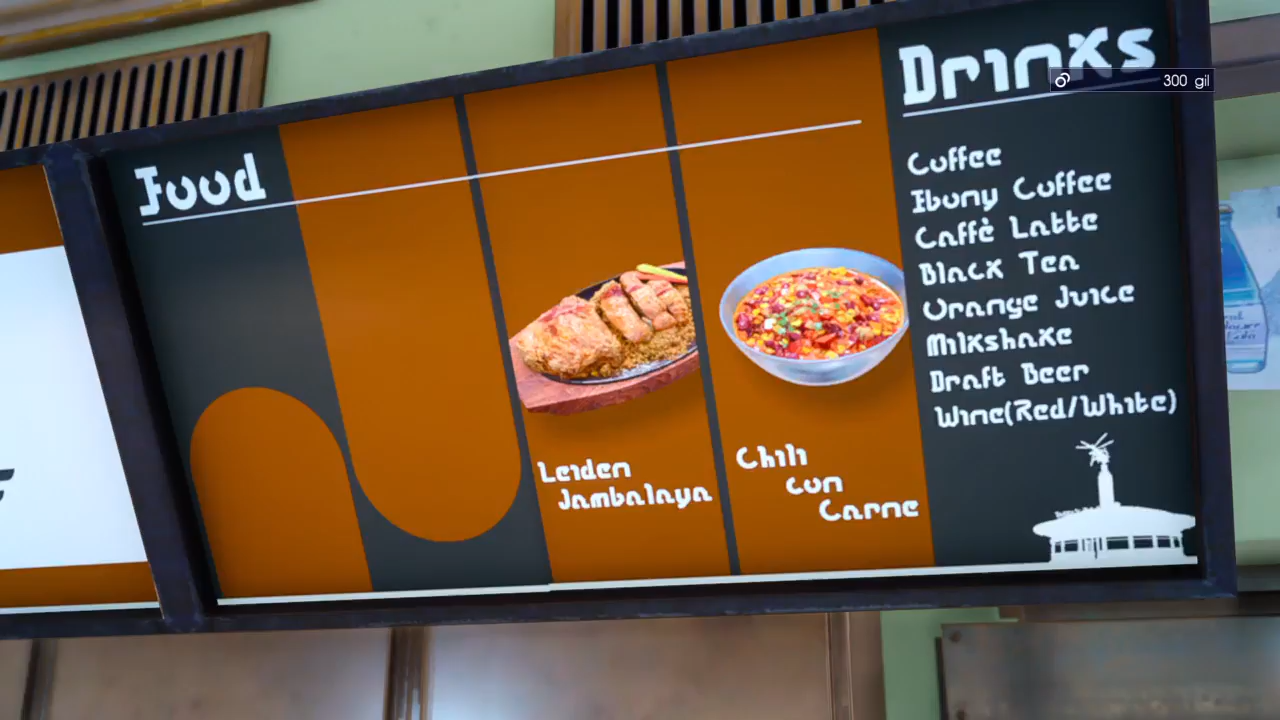 Food
Leiden
Jambalaya
Chili
Con
Carne
Drinks
300 gil
Coffee
Ebony Coffee
Caffè Latte
Black Tea
Orange Juice
Milkshake
Draft Beer
Wine(Red/White)